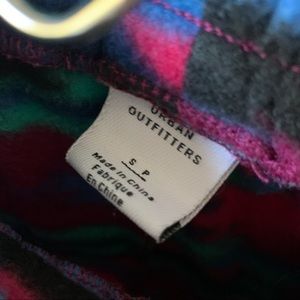 URBAN
OUTFITTERS
S P
Made in China
Fabriqué
En Chine